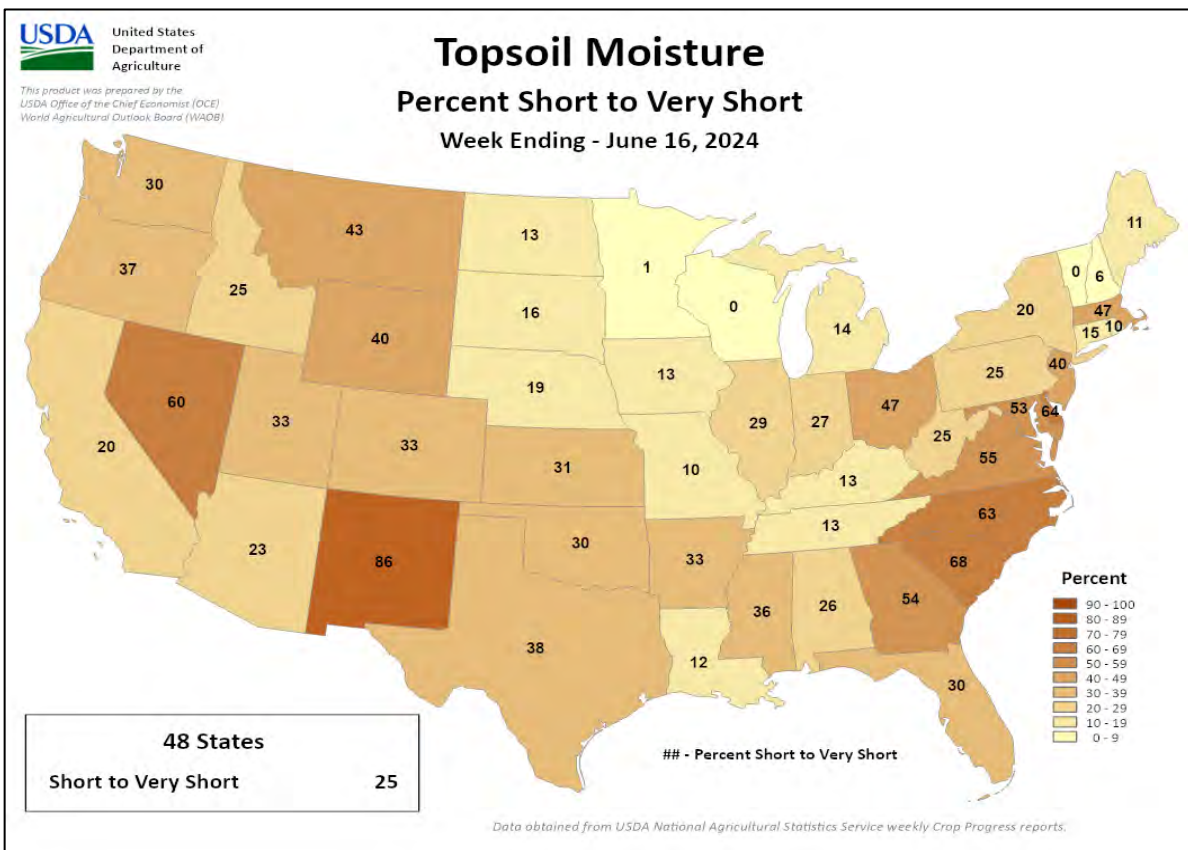 USDA
United States
Department of
Agriculture
This product was prepared by the
USDA Office of the Chief Economist (OCE)
World Agricultural Outlook Board (WAOB)
Topsoil Moisture
Percent Short to Very Short
Week Ending - June 16, 2024
30
43
13
1
11
37
25
16
0
0
6
40
14
20
47
15
10
19
13
25
40
60
33
33
29
27
47
53
64
20
31
10
25
55
13
23
86
30
33
13
63
68
38
12
36
26
54
30
Percent
90 - 100
80 - 89
70 - 79
60 - 69
50 - 59
40 - 49
30 - 39
20 - 29
10 - 19
0 - 9
48 States
Short to Very Short 25
## - Percent Short to Very Short
Data obtained from USDA National Agricultural Statistics Service weekly Crop Progress reports.